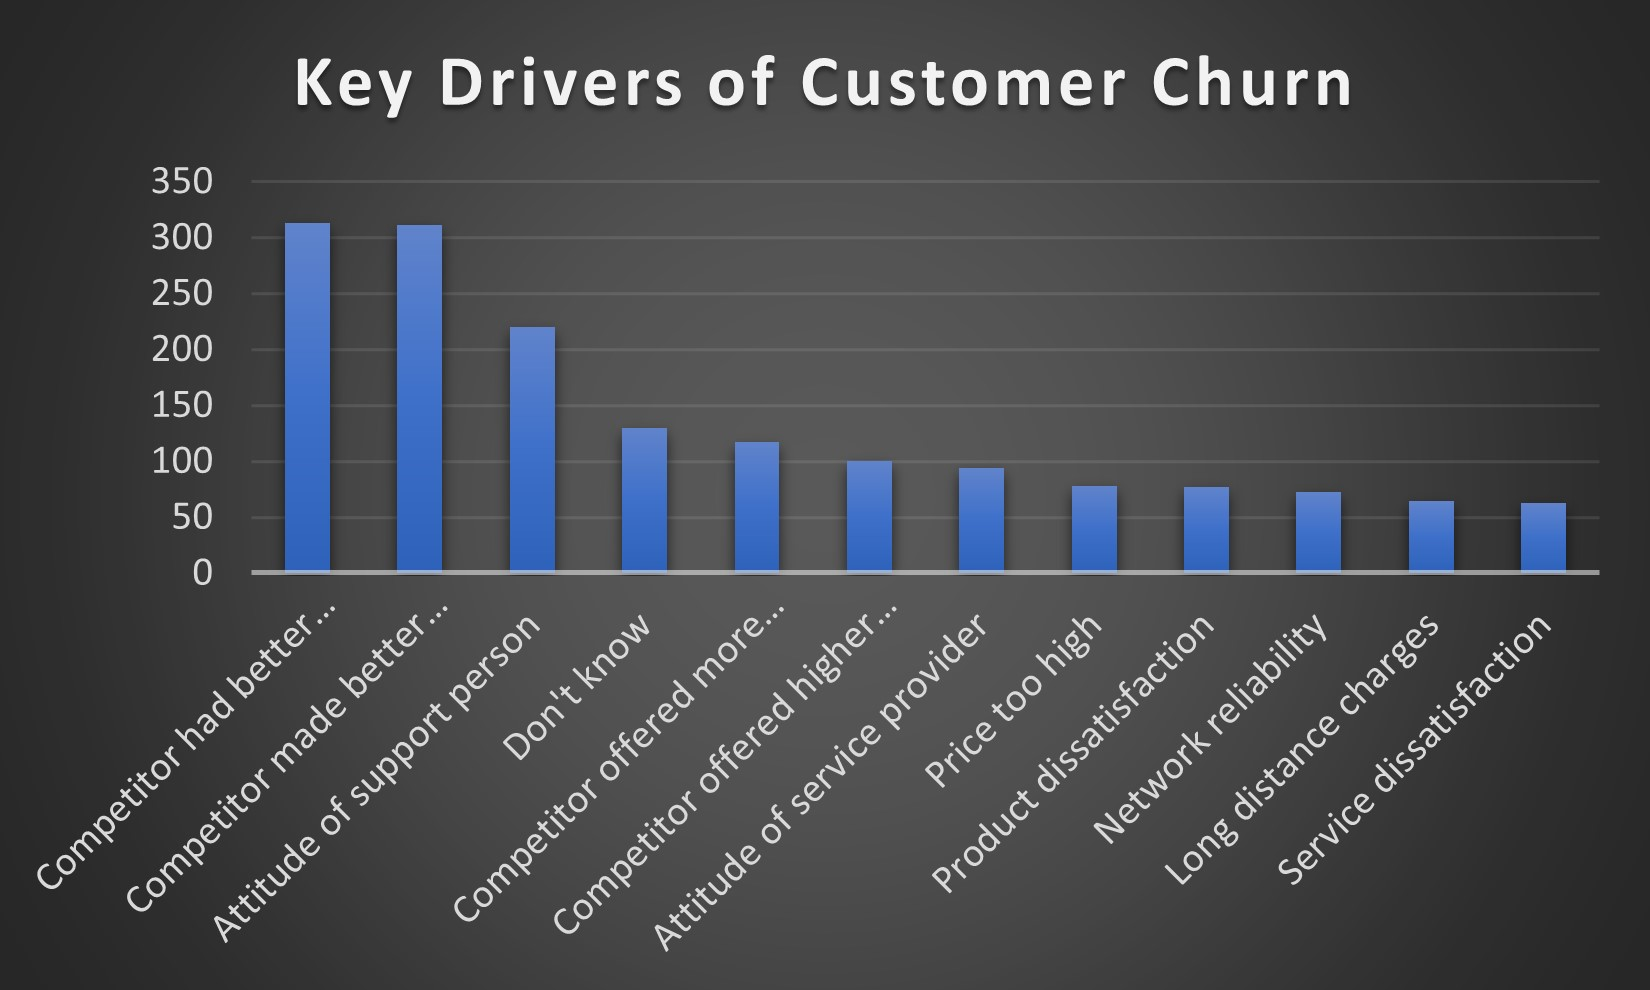 Key Drivers of Customer Churn
350
300
250
200
150
100
50
0
Competitor had better...
Competitor made better...
Attitude of support person
Don't know
Competitor offered more...
Competitor offered higher...
Attitude of service provider
Price too high
Product dissatisfaction
Network reliability
Long distance charges
Service dissatisfaction